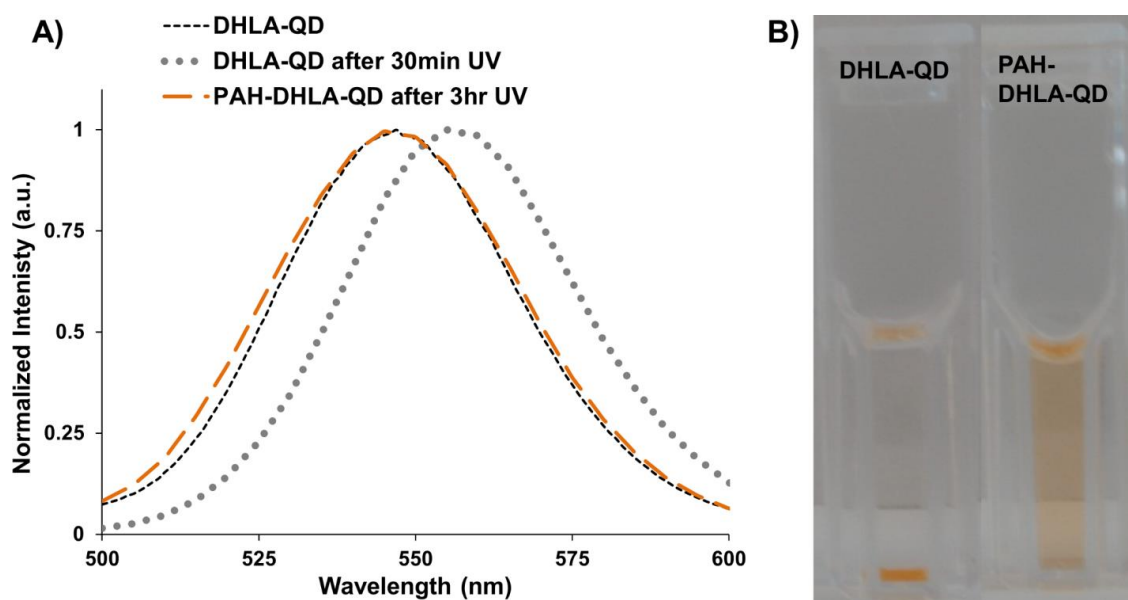 A)
DHLA-QD
DHLA-QD after 30min UV
PAH-DHLA-QD after 3hr UV
Normalized Intenisty (a.u.)
1
0.75
0.5
0.25
0
500
525
550
575
600
Wavelength (nm)
B)
DHLA-QD
PAH-
DHLA-QD